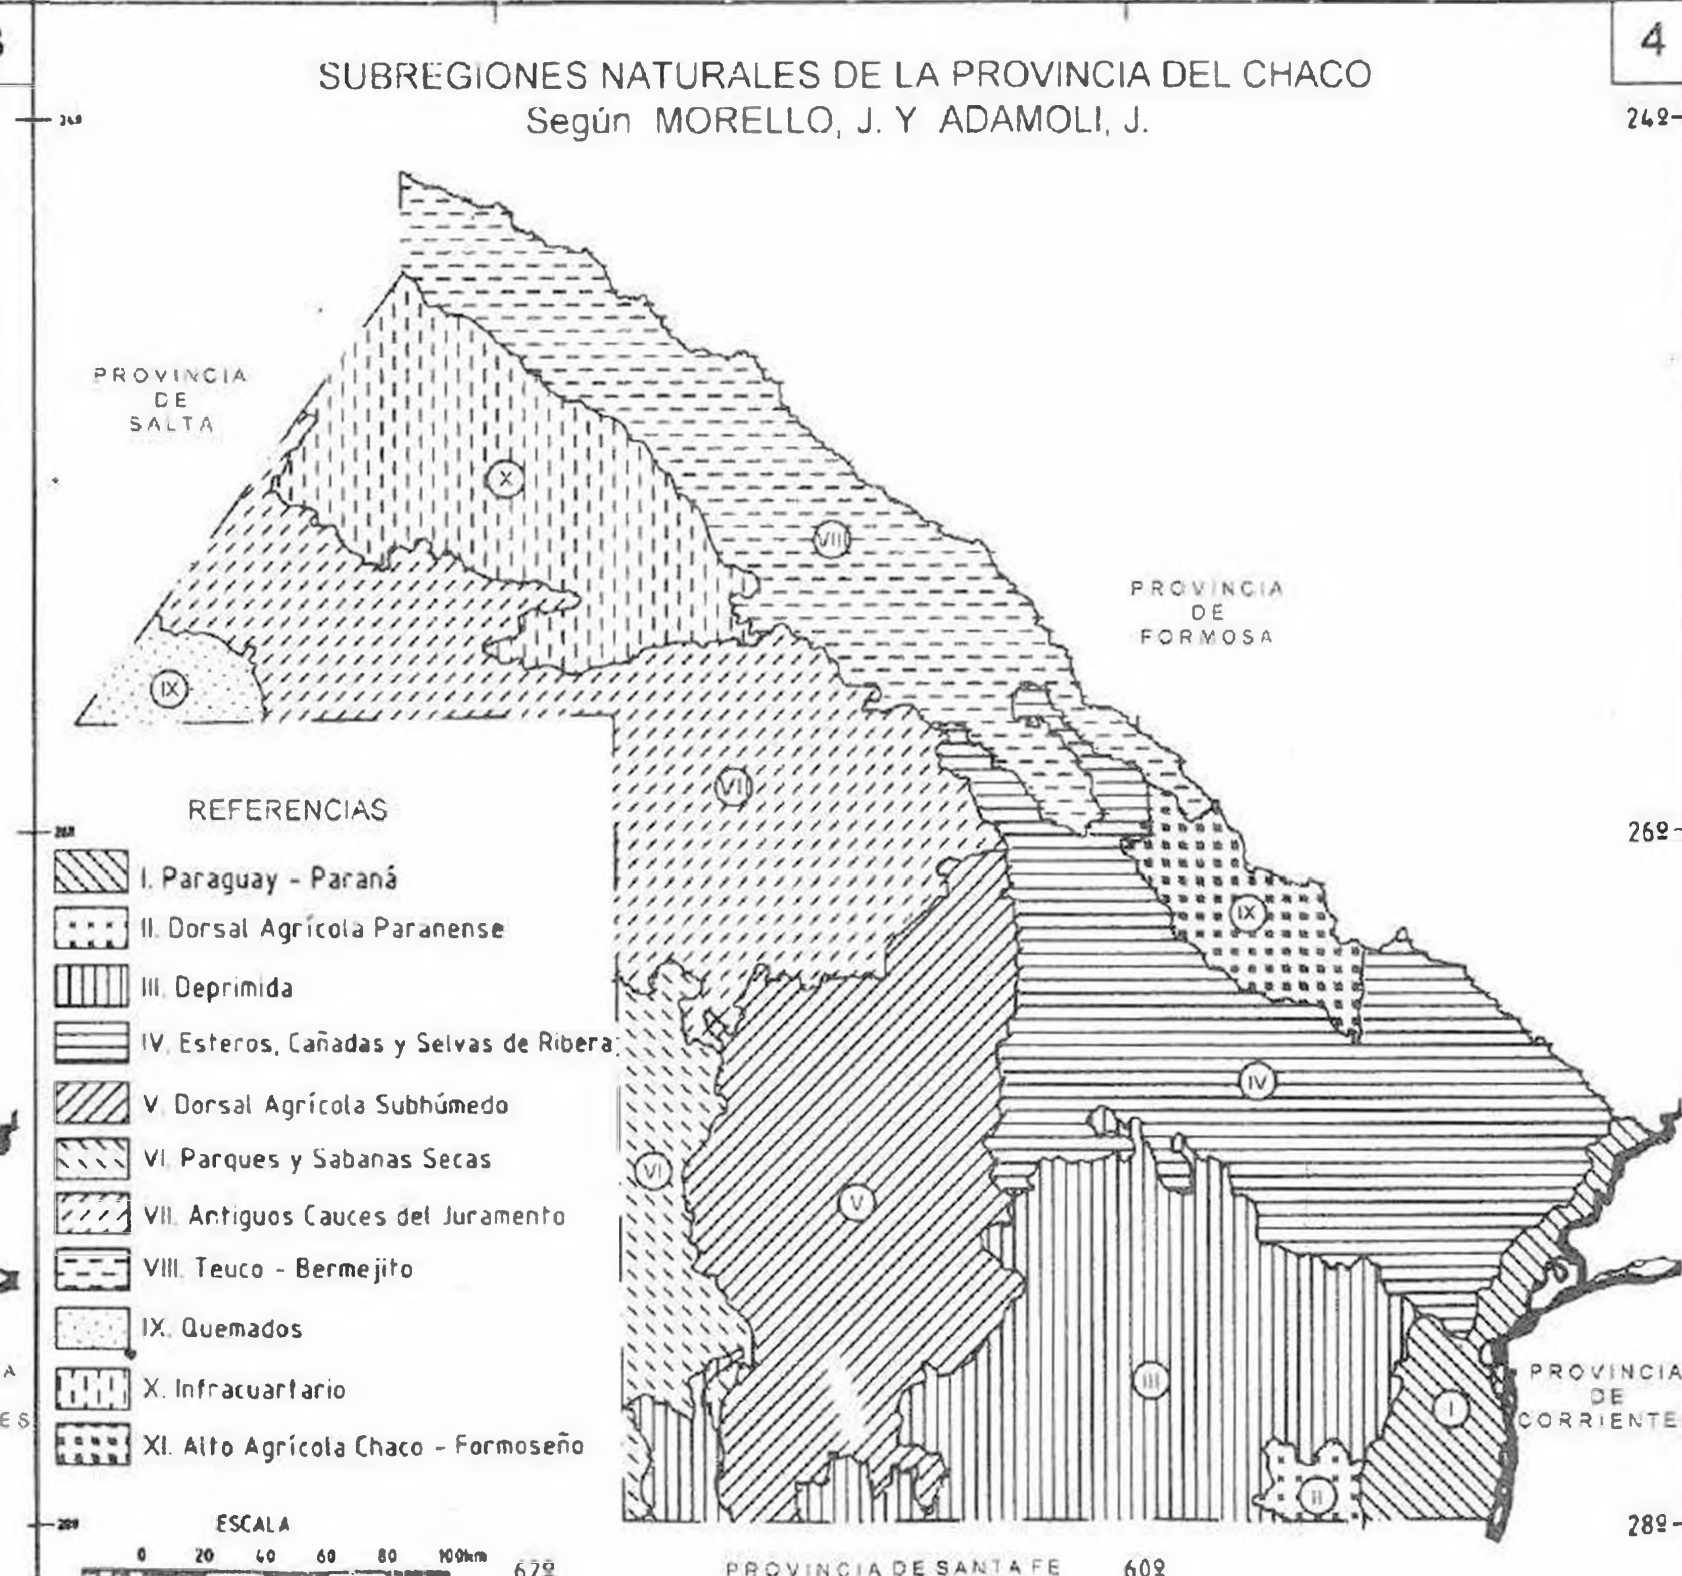 4
SUBREGIONES NATURALES DE LA PROVINCIA DEL CHACO
Según MORELLO, J. Y ADAMOLI, J.
24º
24º
PROVINCIA
DE
SALTA
X
VIII
PROVINCIA
DE
FORMOSA
IX
VII
REFERENCIAS
26º
26º
I. Paraguay - Paraná
II. Dorsal Agrícola Paranense
III. Deprimida
IV. Esteros, Cañadas y Selvas de Ribera
V. Dorsal Agrícola Subhúmedo
VI. Parques y Sabanas Secas
VII. Antiguos Cauces del Juramento
VIII. Teuco - Bermejito
IX. Quemados
X. Infracuartario
XI. Alto Agrícola Chaco - Formoseño
IX
IV
VI
V
III
I
II
PROVINCIA
DE
CORRIENTE
A
ES
28º
28º
ESCALA
0 20 40 60 80 100km
62º
PROVINCIA DE SANTA FE
60º